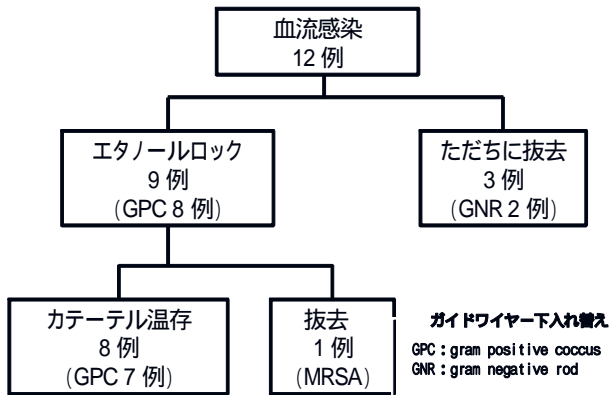 血流感染
12 例
エタノールロック
9 例
(GPC 8 例)
ただちに抜去
3 例
(GNR 2 例)
カテーテル温存
8 例
(GPC 7 例)
抜去
1 例
(MRSA)
ガイドワイヤー下入れ替え
GPC：gram positive coccus
GNR：gram negative rod